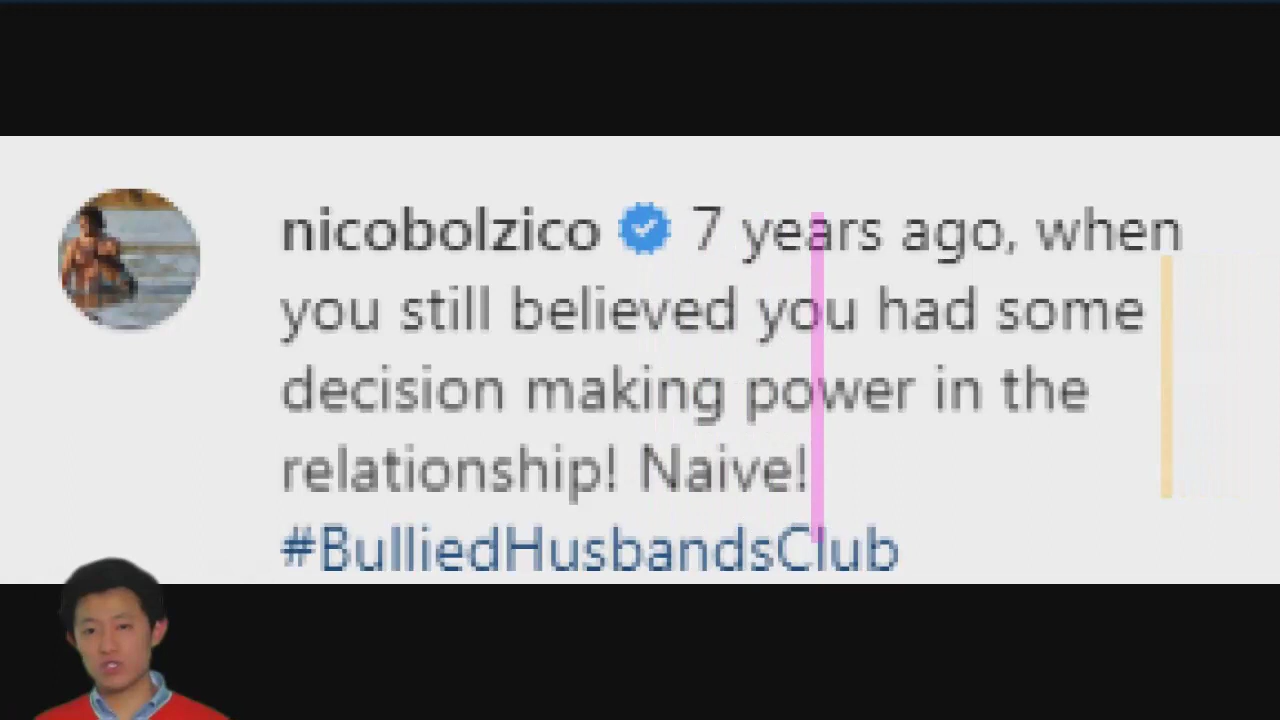 nicobolzico 7 years ago, when
you still believed you had some
decision making power in the
relationship! Naive!
#BulliedHusbandsClub